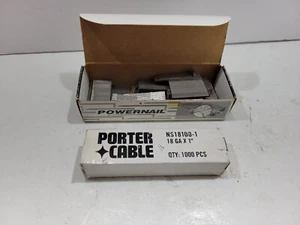 POWERNAIL
PORTER
CABLE
NS18100-1
18 GA X 1"
QTY: 1000 PCS